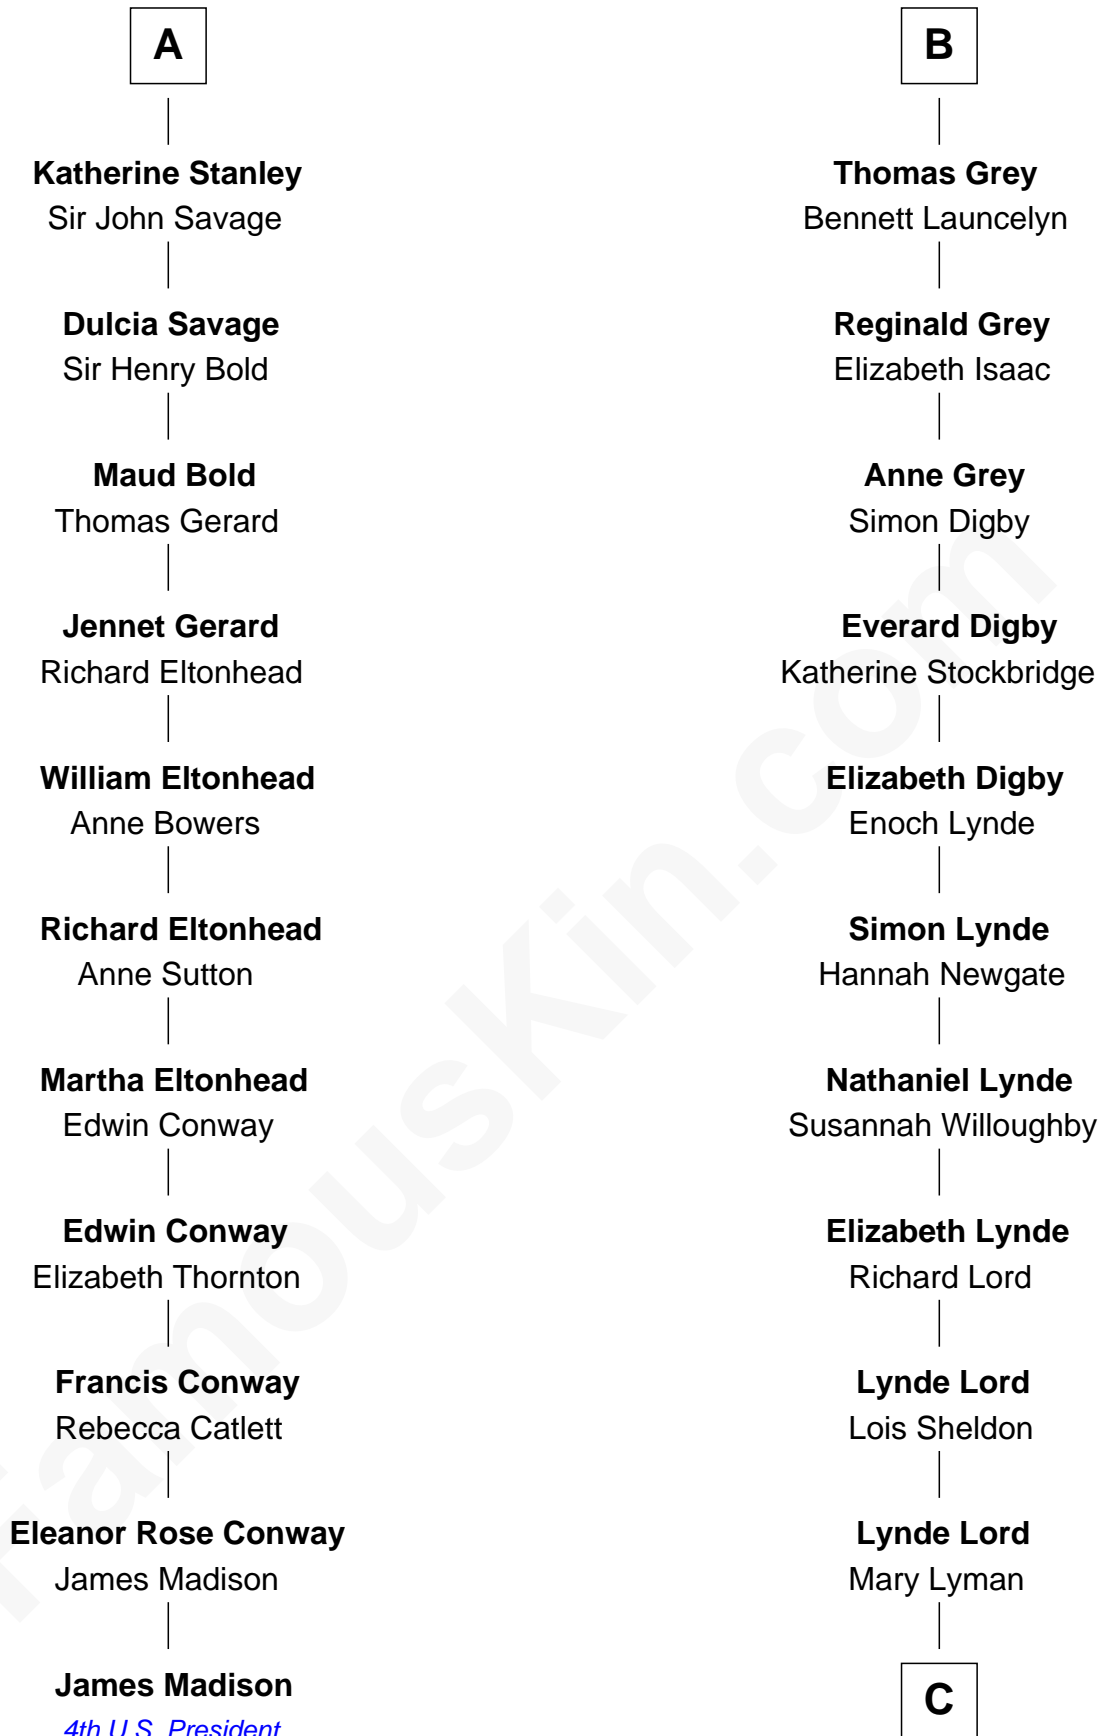 A
Katherine Stanley
Sir John Savage
Dulcia Savage
Sir Henry Bold
Maud Bold
Thomas Gerard
Jennet Gerard
Richard Eltonhead
William Eltonhead
Anne Bowers
Richard Eltonhead
Anne Sutton
Martha Eltonhead
Edwin Conway
Edwin Conway
Elizabeth Thornton
Francis Conway
Rebecca Catlett
Eleanor Rose Conway
James Madison
James Madison
4th U.S. President
B
Thomas Grey
Bennett Launcelyn
Reginald Grey
Elizabeth Isaac
Anne Grey
Simon Digby
Everard Digby
Katherine Stockbridge
Elizabeth Digby
Enoch Lynde
Simon Lynde
Hannah Newgate
Nathaniel Lynde
Susannah Willoughby
Elizabeth Lynde
Richard Lord
Lynde Lord
Lois Sheldon
Lynde Lord
Mary Lyman
C
FamousKin.com